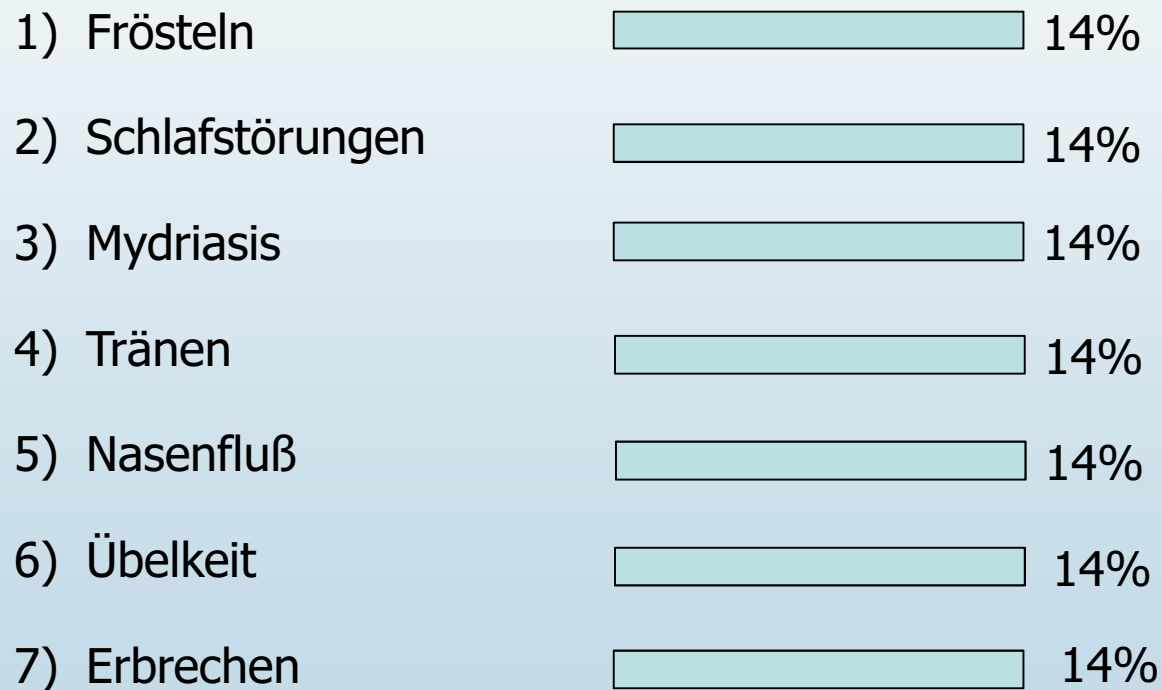 1) Frösteln 14%
2) Schlafstörungen 14%
3) Mydriasis 14%
4) Tränen 14%
5) Nasenfluß 14%
6) Übelkeit 14%
7) Erbrechen 14%